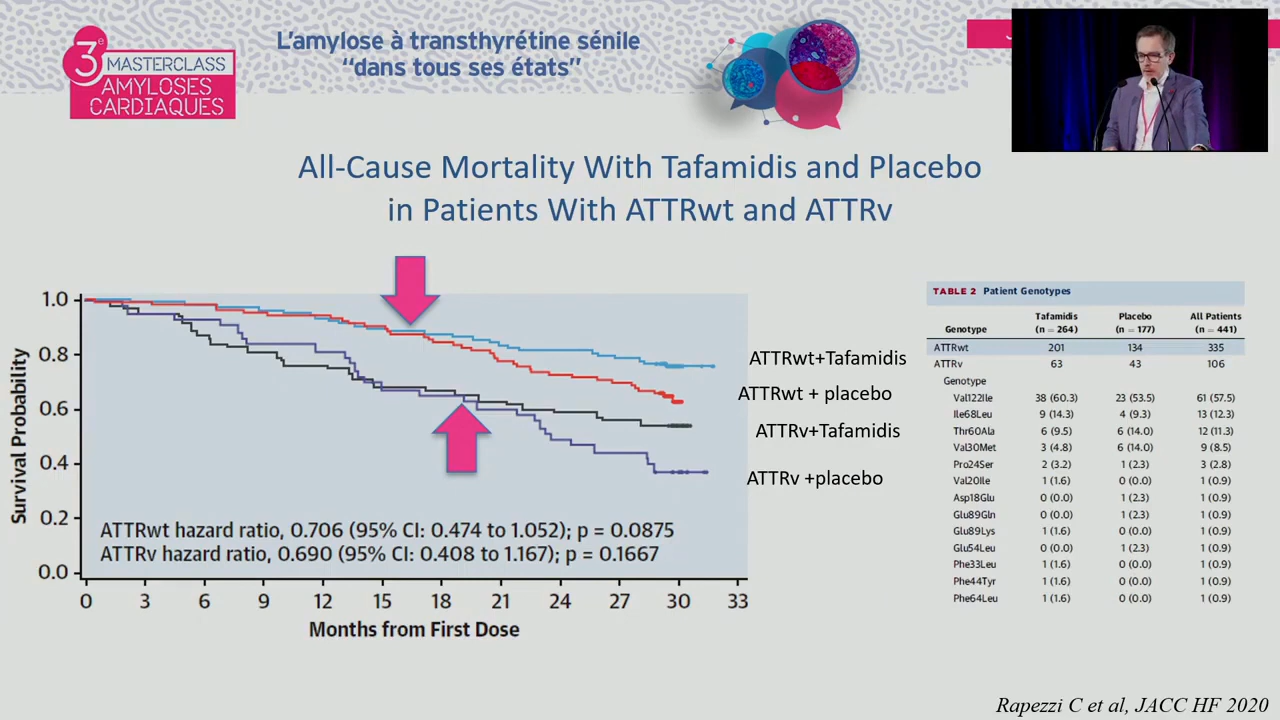 3e MASTERCLASS
AMYLOSES
CARDIAQUES
L'amylose à transthyrétine sénile
“dans tous ses états”
All-Cause Mortality With Tafamidis and Placebo
in Patients With ATTRwt and ATTRv
Survival Probability
1.0
0.8
0.6
0.4
0.2
0.0
ATTRwt hazard ratio, 0.706 (95% CI: 0.474 to 1.052); p = 0.0875
ATTRv hazard ratio, 0.690 (95% CI: 0.408 to 1.167); p = 0.1667
0 3 6 9 12 15 18 21 24 27 30 33
Months from First Dose
ATTRwt+Tafamidis
ATTRwt + placebo
ATTRv+Tafamidis
ATTRv +placebo
TABLE 2 Patient Genotypes
Genotype Tafamidis (n = 264) Placebo (n = 177) All Patients (n = 441)
ATTRwt 201 134 335
ATTRv 63 43 106
Genotype
Val122Ile 38 (60.3) 23 (53.5) 61 (57.5)
Ile68Leu 9 (14.3) 4 (9.3) 13 (12.3)
Thr60Ala 6 (9.5) 6 (14.0) 12 (11.3)
Val30Met 3 (4.8) 6 (14.0) 9 (8.5)
Pro24Ser 2 (3.2) 1 (2.3) 3 (2.8)
Val20Ile 1 (1.6) 0 (0.0) 1 (0.9)
Asp18Glu 0 (0.0) 1 (2.3) 1 (0.9)
Glu89Gln 0 (0.0) 1 (2.3) 1 (0.9)
Glu89Lys 1 (1.6) 0 (0.0) 1 (0.9)
Glu54Leu 0 (0.0) 1 (2.3) 1 (0.9)
Phe33Leu 1 (1.6) 0 (0.0) 1 (0.9)
Phe44Tyr 1 (1.6) 0 (0.0) 1 (0.9)
Phe64Leu 1 (1.6) 0 (0.0) 1 (0.9)
Rapezzi C et al, JACC HF 2020